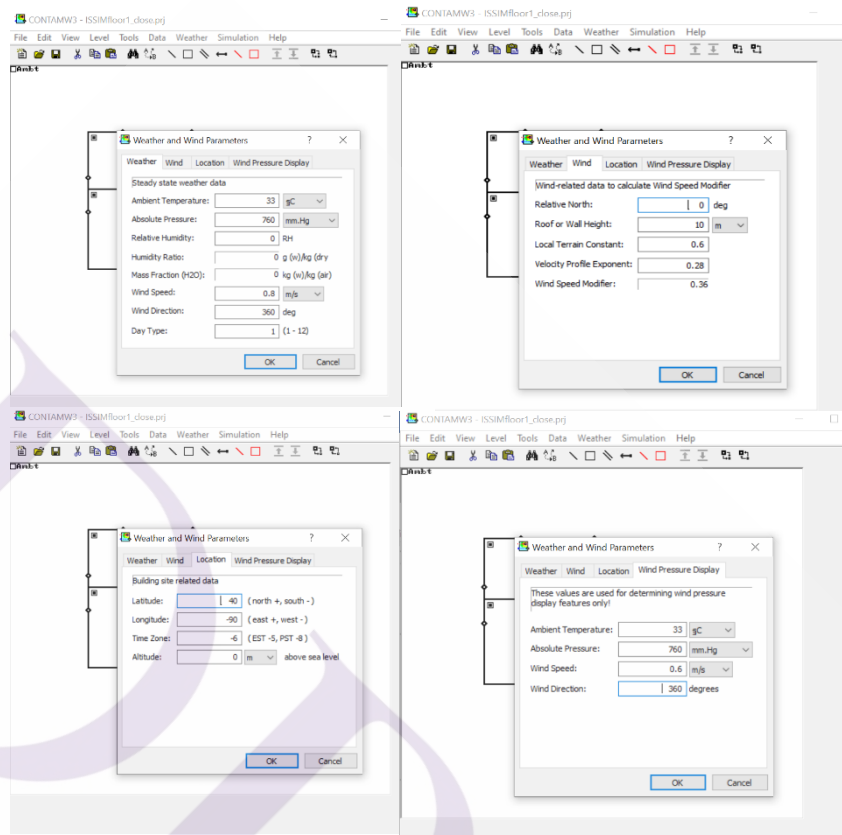 CONTAMW3 - ISSIMfloor1_close.prj
File Edit View Level Tools Data Weather Simulation Help
Ambt
Weather and Wind Parameters ?
Weather Wind Location Wind Pressure Display
Steady state weather data
Ambient Temperature: 33 gC
Absolute Pressure: 760 mm.Hg
Relative Humidity: 0 RH
Humidity Ratio: 0 g (w)/kg (dry
Mass Fraction (H2O): 0 kg (w)/kg (air)
Wind Speed: 0.8 m/s
Wind Direction: 360 deg
Day Type: 1 (1 - 12)
OK Cancel
CONTAMW3 - ISSIMfloor1_close.prj
File Edit View Level Tools Data Weather Simulation Help
Ambt
Weather and Wind Parameters ?
Weather Wind Location Wind Pressure Display
Wind-related data to calculate Wind Speed Modifier
Relative North: 0 deg
Roof or Wall Height: 10 m
Local Terrain Constant: 0.6
Velocity Profile Exponent: 0.28
Wind Speed Modifier: 0.36
OK Cancel
CONTAMW3 - ISSIMfloor1_close.prj
File Edit View Level Tools Data Weather Simulation Help
Ambt
Weather and Wind Parameters ?
Weather Wind Location Wind Pressure Display
Building site related data
Latitude: 40 ( north +, south - )
Longitude: -90 ( east +, west - )
Time Zone: -6 ( EST -5, PST -8 )
Altitude: 0 m above sea level
OK Cancel
CONTAMW3 - ISSIMfloor1_close.prj
File Edit View Level Tools Data Weather Simulation Help
Ambt
Weather and Wind Parameters ?
Weather Wind Location Wind Pressure Display
These values are used for determining wind pressure
display features only!
Ambient Temperature: 33 gC
Absolute Pressure: 760 mm.Hg
Wind Speed: 0.6 m/s
Wind Direction: 360 degrees
OK Cancel